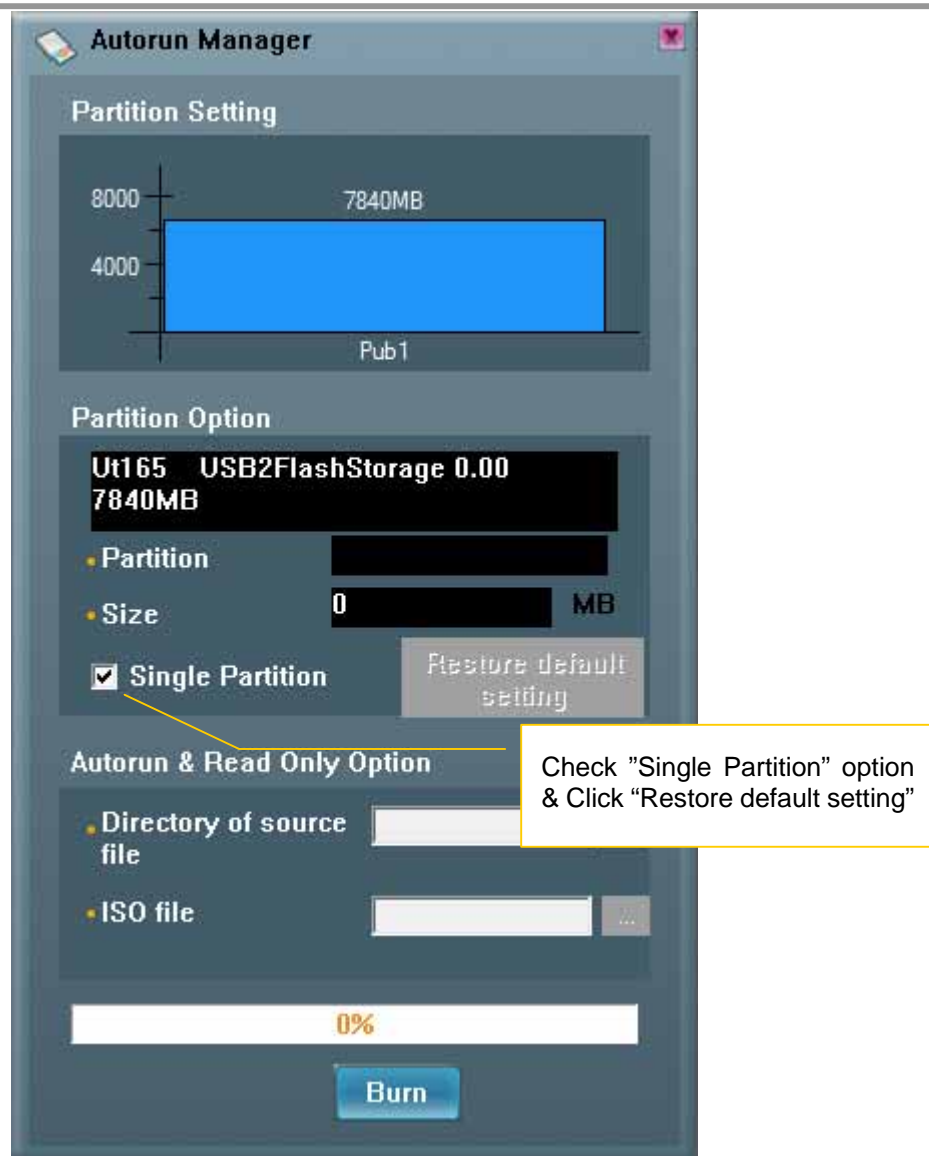 Autorun Manager
Partition Setting
8000
7840MB
4000
Pub1
Partition Option
Ut165 USB2FlashStorage 0.00
7840MB
Partition
Size
0
MB
Single Partition
Restore default
setting
Check ”Single Partition” option
& Click “Restore default setting”
Autorun & Read Only Option
Directory of source
file
ISO file
...
0%
Burn